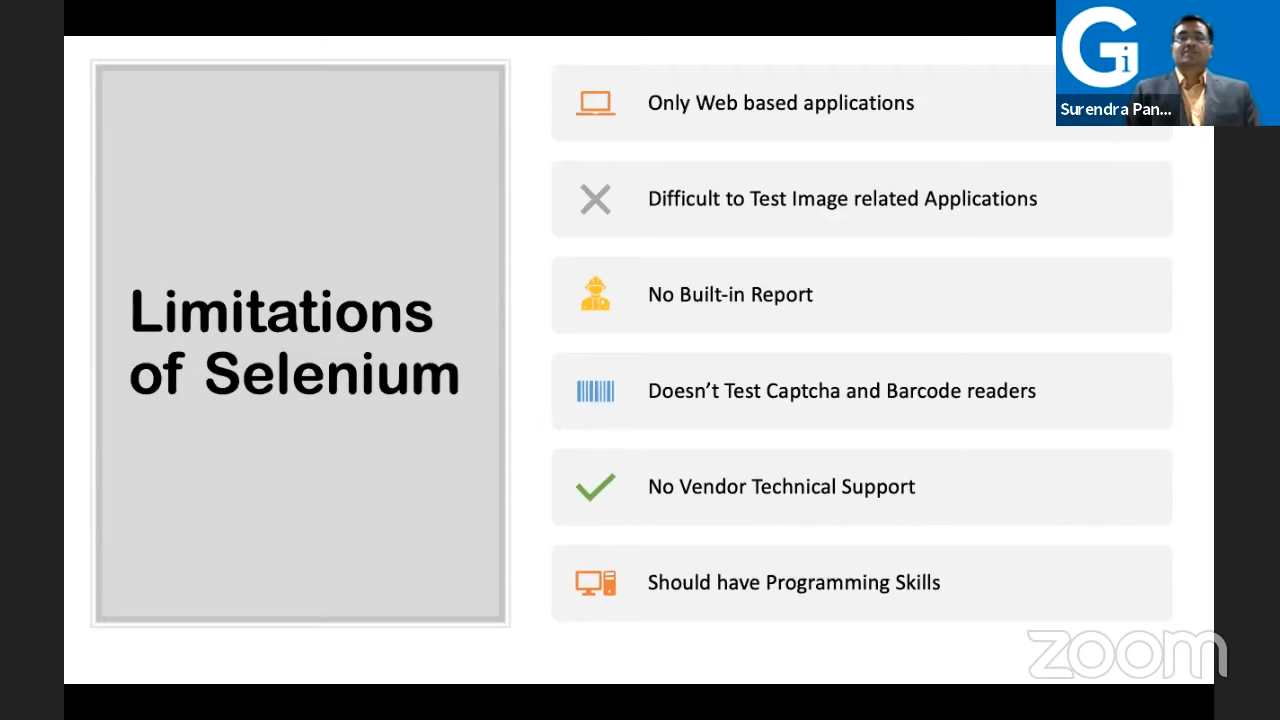 Gi
Surendra Pan...
Only Web based applications
Difficult to Test Image related Applications
No Built-in Report
Limitations
of Selenium
Doesn’t Test Captcha and Barcode readers
No Vendor Technical Support
Should have Programming Skills
zoom